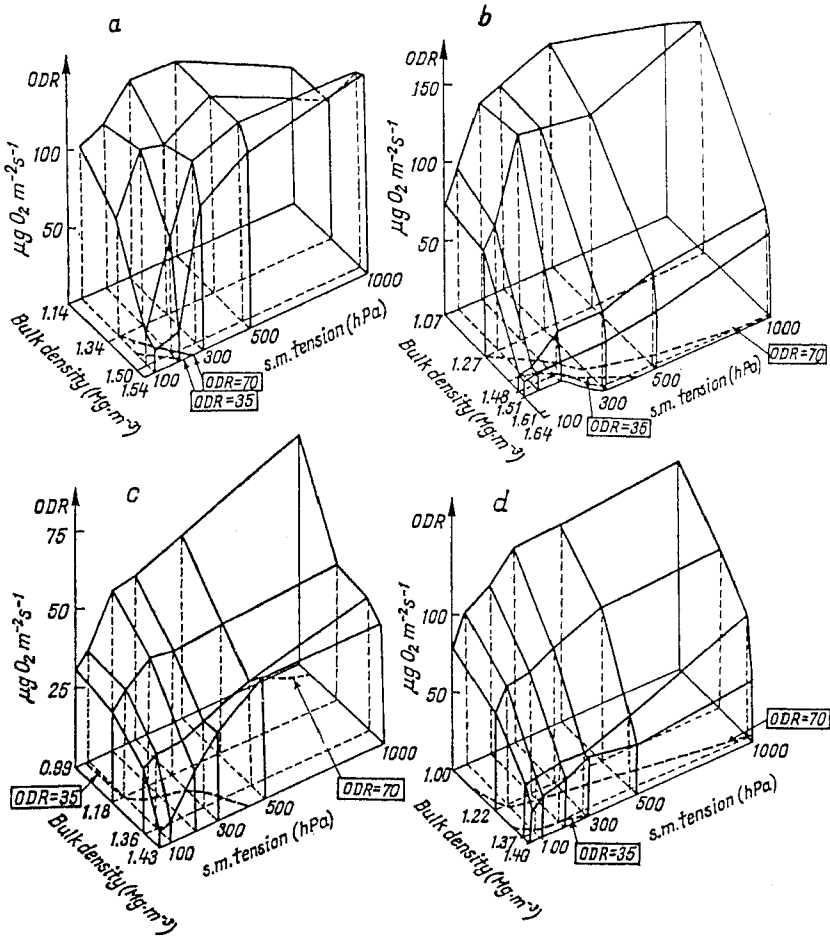 a
ODR
100
50
µg O₂ m⁻² s⁻¹
1.14
1.34
1.50
1.54
Bulk density (Mg·m⁻³)
100
300
500
1000
s.m. tension (hPa)
ODR=70
ODR=35
b
ODR
150
100
50
µg O₂ m⁻² s⁻¹
1.07
1.27
1.48
1.51
1.61
1.64
Bulk density (Mg·m⁻³)
100
300
500
1000
s.m. tension (hPa)
ODR=70
ODR=35
c
ODR
75
50
25
µg O₂ m⁻² s⁻¹
0.99
1.18
1.36
1.43
Bulk density (Mg·m⁻³)
100
300
500
1000
s.m. tension (hPa)
ODR=35
ODR=70
d
ODR
100
50
µg O₂ m⁻² s⁻¹
1.00
1.22
1.37
1.40
Bulk density (Mg·m⁻³)
100
300
500
1000
s.m. tension (hPa)
ODR=70
ODR=35